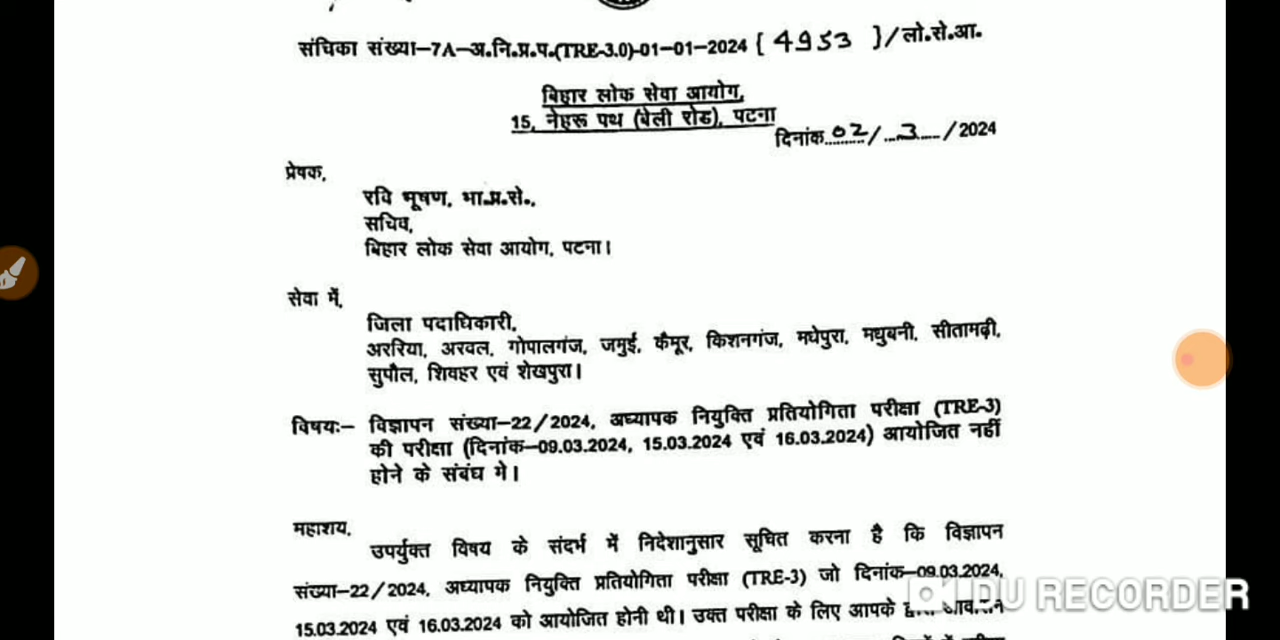 संचिका संख्या–7A–अ.नि.प्र.प.(TRE-3.0)-01-01-2024 ( 4953 )/लो.से.आ.
बिहार लोक सेवा आयोग,
15, नेहरू पथ (बेली रोड), पटना
दिनांक..02../...3..../2024
प्रेषक,
रवि भूषण, भा.प्र.से.,
सचिव,
बिहार लोक सेवा आयोग, पटना।
सेवा में,
जिला पदाधिकारी,
अररिया, अरवल, गोपालगंज, जमुई, कैमूर, किशनगंज, मधेपुरा, मधुबनी, सीतामढ़ी,
सुपौल, शिवहर एवं शेखपुरा।
विषयः– विज्ञापन संख्या–22/2024, अध्यापक नियुक्ति प्रतियोगिता परीक्षा (TRE-3)
की परीक्षा (दिनांक–09.03.2024, 15.03.2024 एवं 16.03.2024) आयोजित नहीं
होने के संबंध मे।
महाशय,
उपर्युक्त विषय के संदर्भ में निदेशानुसार सूचित करना है कि विज्ञापन
संख्या–22/2024, अध्यापक नियुक्ति प्रतियोगिता परीक्षा (TRE-3) जो दिनांक–09.03.2024,
15.03.2024 एवं 16.03.2024 को आयोजित होनी थी। उक्त परीक्षा के लिए आपके
DU RECORDER